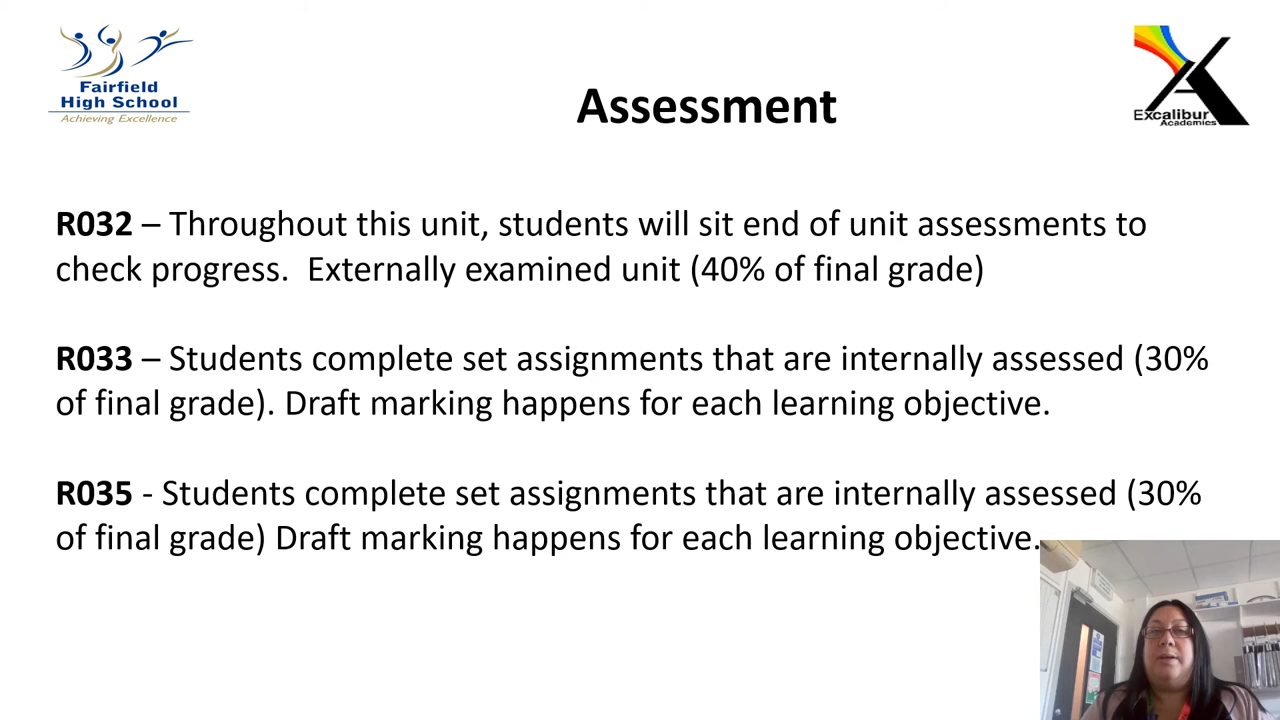 Fairfield
High School
Achieving Excellence
Assessment
Excalibur
Academies
R032 – Throughout this unit, students will sit end of unit assessments to
check progress.  Externally examined unit (40% of final grade)
R033 – Students complete set assignments that are internally assessed (30%
of final grade). Draft marking happens for each learning objective.
R035 - Students complete set assignments that are internally assessed (30%
of final grade) Draft marking happens for each learning objective.